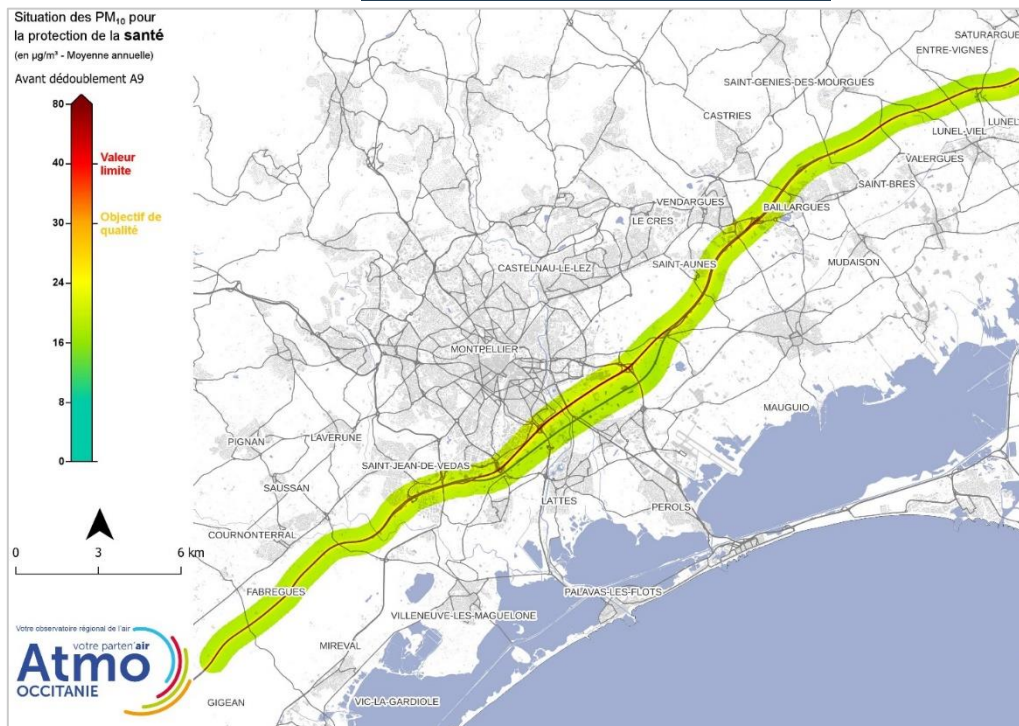 Situation des PM₁₀ pour
la protection de la santé
(en µg/m³ - Moyenne annuelle)
Avant dédoublement A9
80
40
Valeur
limite
30
Objectif de
qualité
24
16
8
0
0 3 6 km
Votre observatoire régional de l'air
votre parten'air
Atmo
OCCITANIE
SATURARGUE
ENTRE-VIGNES
SAINT-GENIES-DES-MOURGUES
CASTRIES
LUNEL
LUNEL-VIEL
VALERGUES
SAINT-BRES
VENDARGUES
BAILLARGUES
LE CRES
SAINT-AUNES
MUDAISON
CASTELNAU-LE-LEZ
MONTPELLIER
MAUGUIO
PIGNAN
LAVERUNE
SAINT-JEAN-DE-VEDAS
SAUSSAN
LATTES
PEROLS
COURNONTERRAL
FABREGUES
PALAVAS-LES-FLOTS
VILLENEUVE-LES-MAGUELONE
MIREVAL
GIGEAN
VIC-LA-GARDIOLE